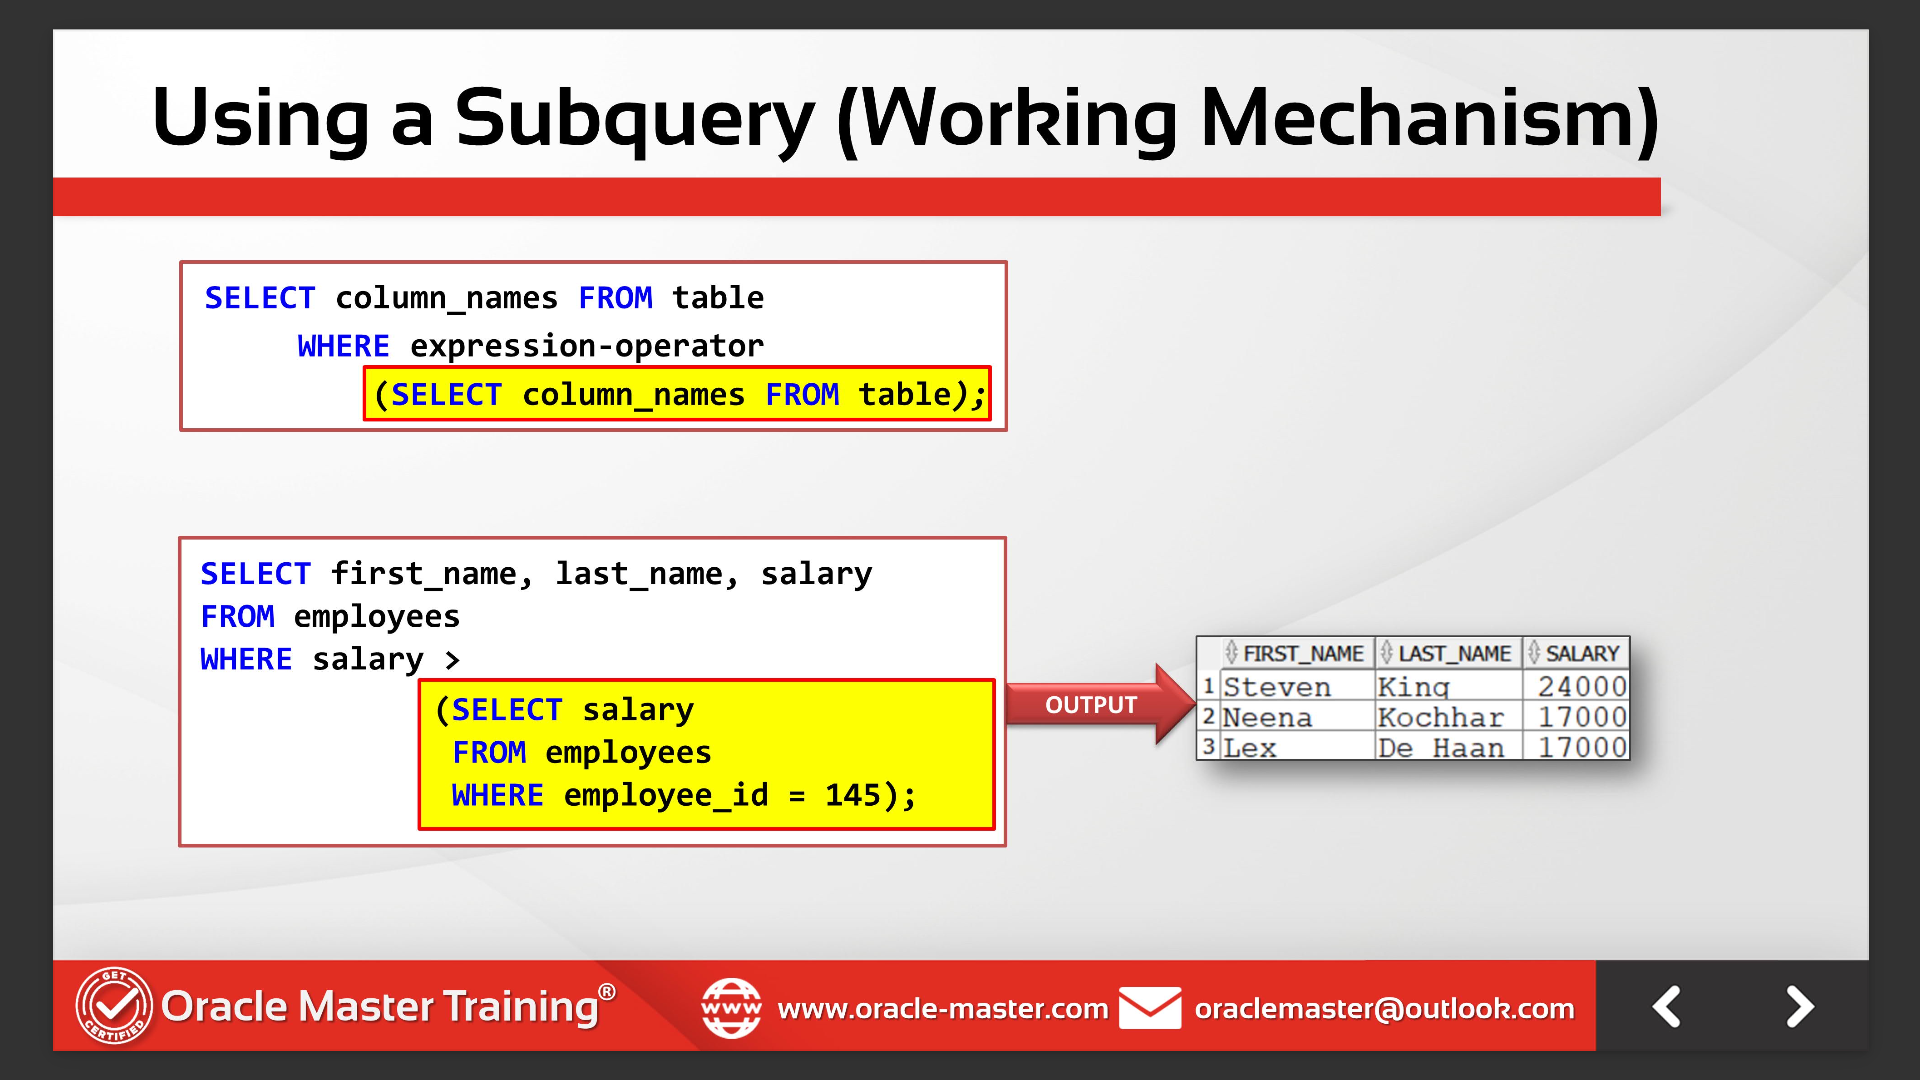 Using a Subquery (Working Mechanism)
SELECT column_names FROM table
WHERE expression-operator
(SELECT column_names FROM table);
SELECT first_name, last_name, salary
FROM employees
WHERE salary >
(SELECT salary
FROM employees
WHERE employee_id = 145);
OUTPUT
FIRST_NAME LAST_NAME SALARY
1 Steven King 24000
2 Neena Kochhar 17000
3 Lex De Haan 17000
GET
CERTIFIED
Oracle Master Training®
www
www.oracle-master.com
oraclemaster@outlook.com